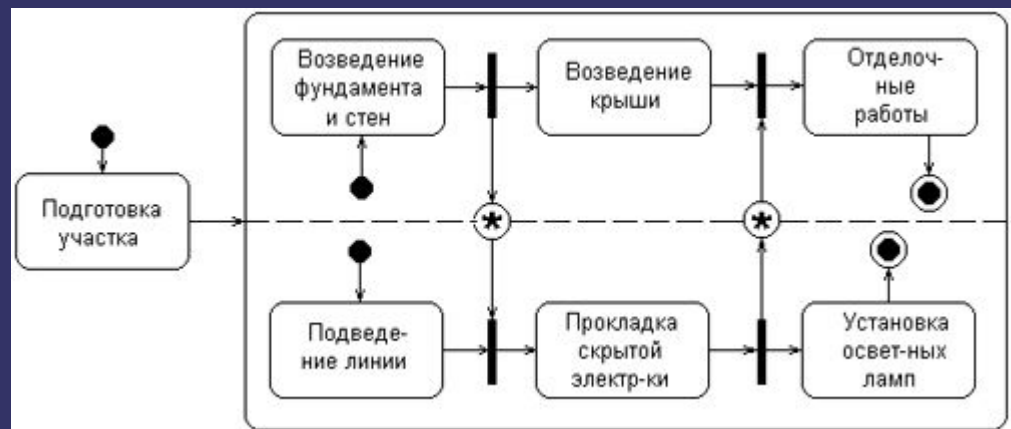 Возведение
фундамента
и стен
Возведение
крыши
Отделоч-
ные
работы
Подготовка
участка
*
*
Подведе-
ние линии
Прокладка
скрытой
электр-ки
Установка
освет-ных
ламп